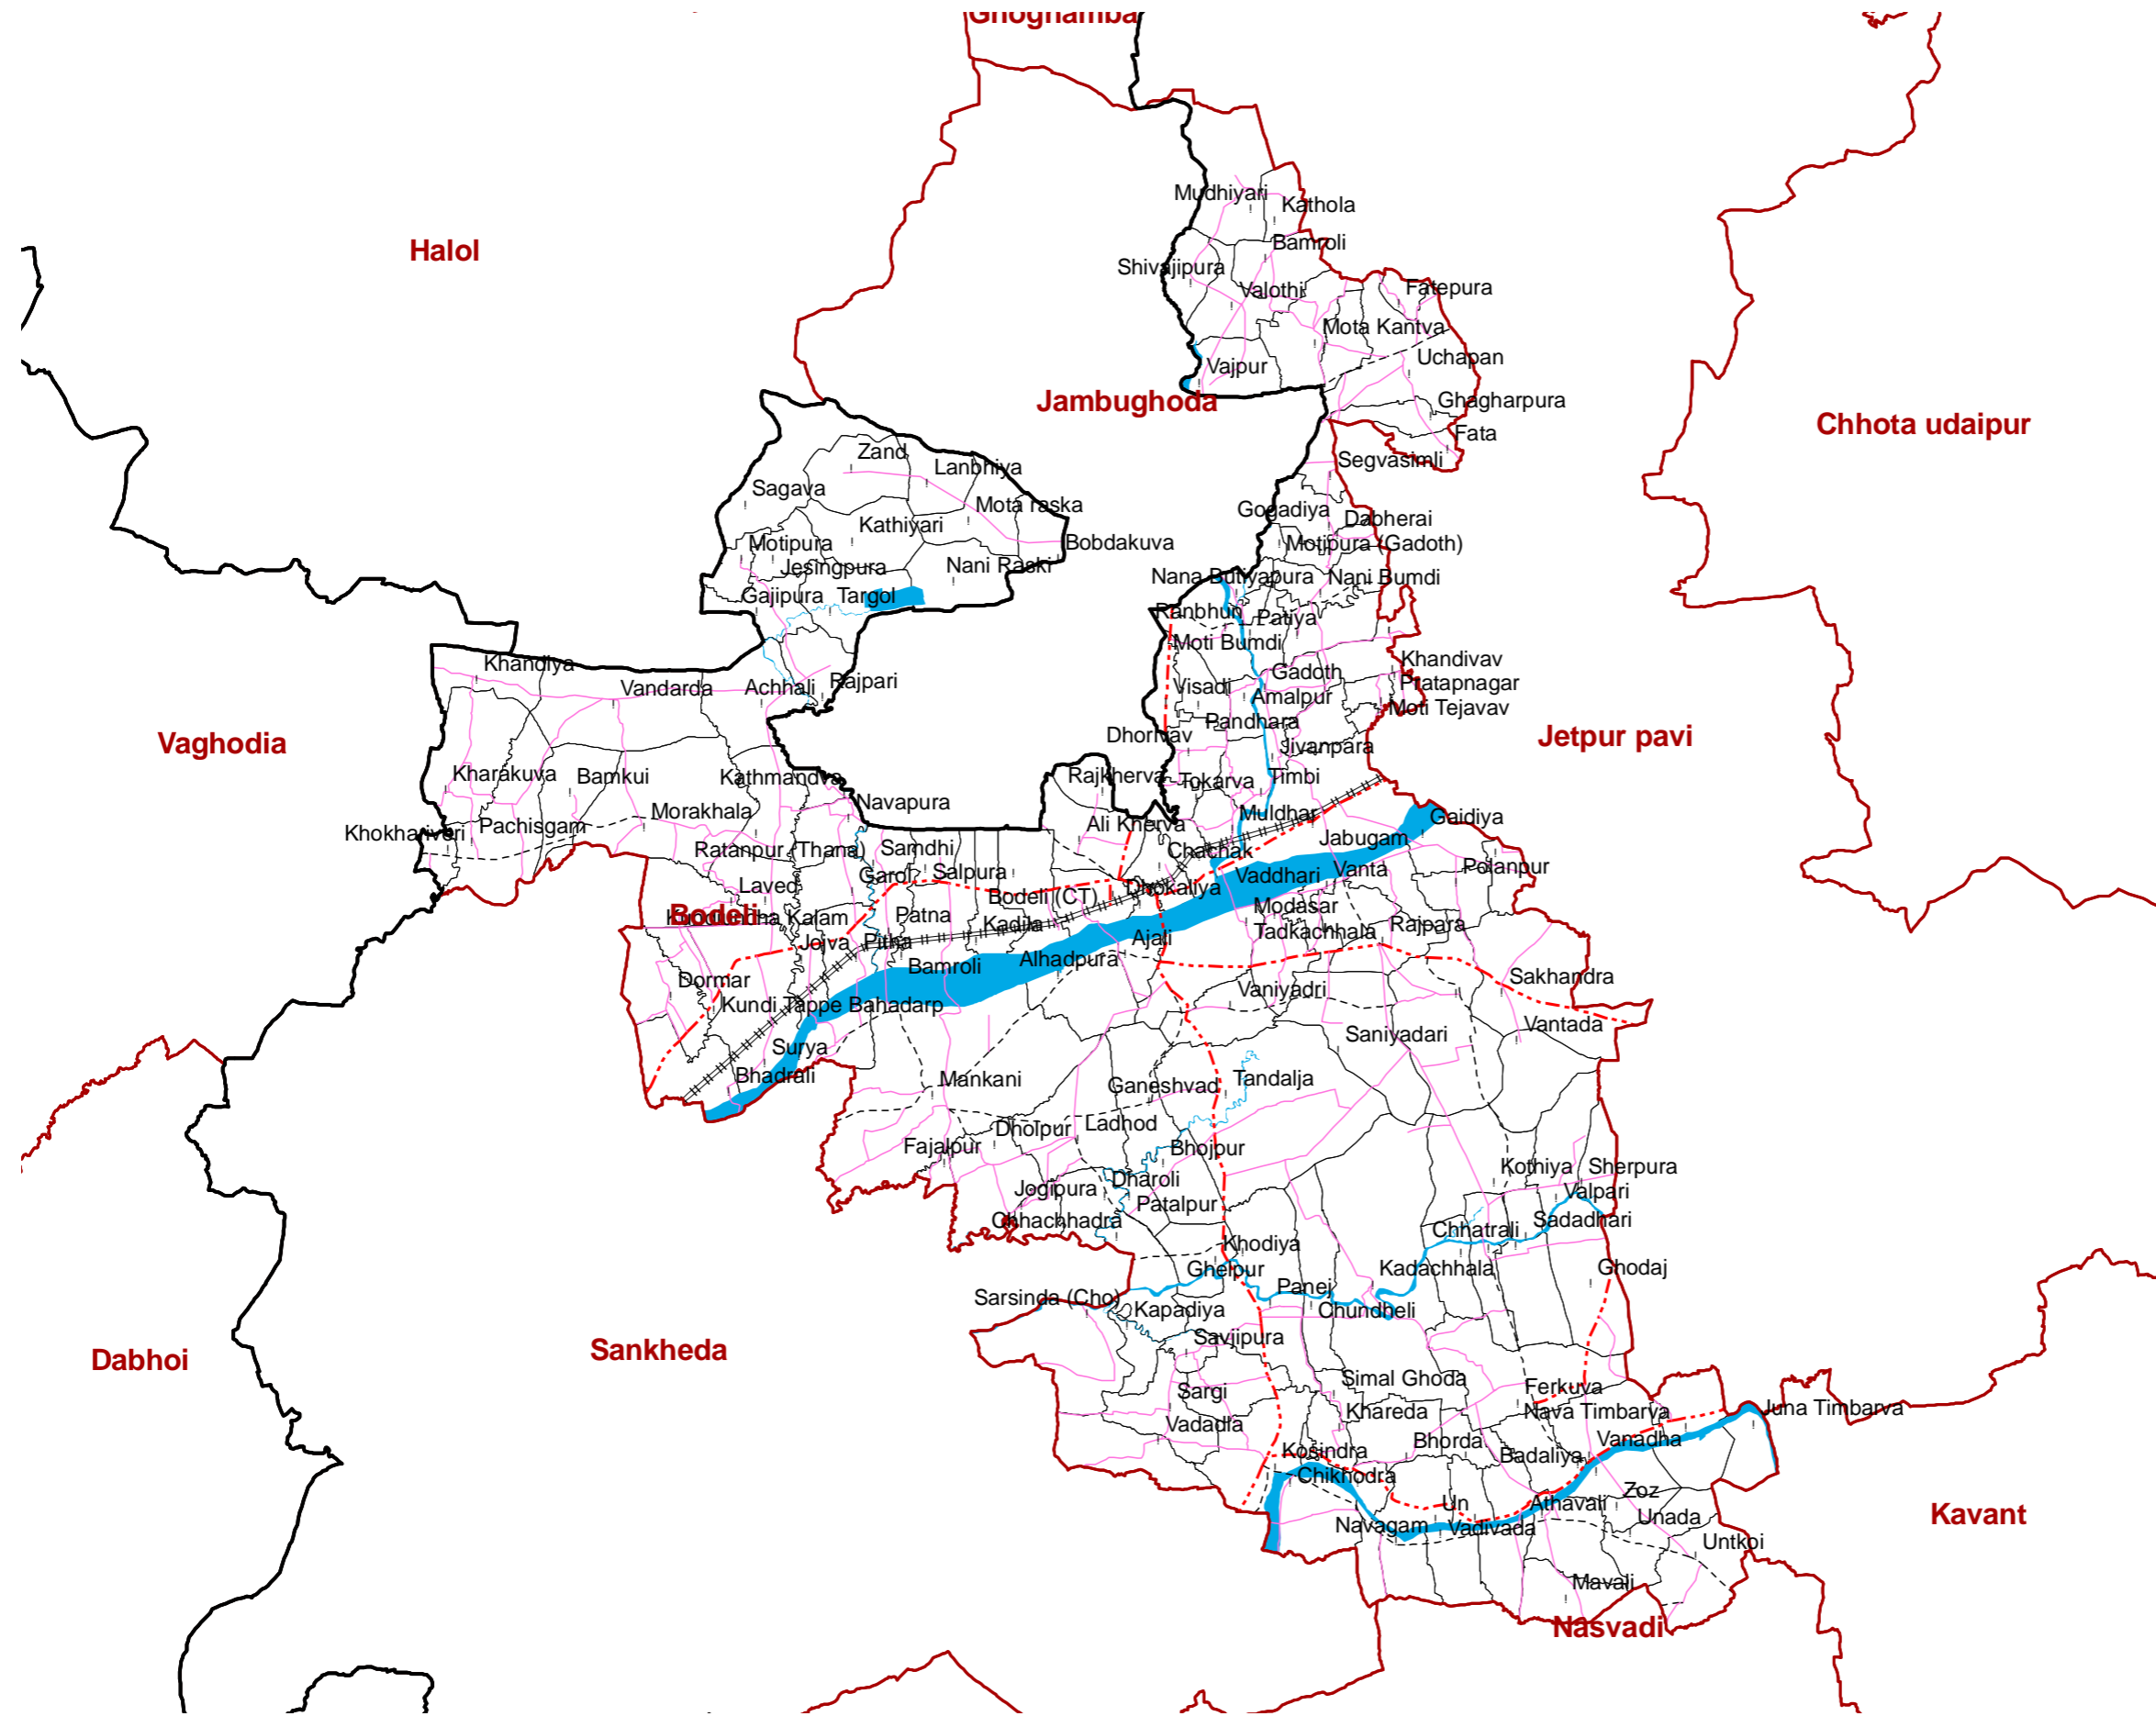 Ghoghamba
Mudhiyari
Kathola
Bamroli
Halol
Shivajipura
Valothi
Fatepura
Mota Kantva
Uchapan
Vajpur
Jambughoda
Ghagharpura
Chhota udaipur
Fata
Zand
Lanbhiya
Segvasimli
Sagava
Mota raska
Gogadiya
Dabherai
Kathiyari
Motipura
Bobdakuva
Motipura (Gadoth)
Jesingpura
Nani Raski
Nana Butiyapura
Nani Bumdi
Gajipura
Targol
Ranbhun
Patiya
Moti Bumdi
Khandiya
Khandivav
Gadoth
Vandarda
Achhali
Rajpari
Visadi
Amalpur
Pratapnagar
Moti Tejavav
Pandhara
Vaghodia
Dhorivav
Jivanpara
Jetpur pavi
Kharakuva
Bamkui
Kathmandva
Rajkherva
Tokarva
Timbi
Navapura
Morakhala
Muldhar
Gaidiya
Khokhariveri
Pachisgam
Ali Kherva
Jabugam
Ratanpur (Thana)
Samdhi
Chachak
Garol
Salpura
Vaddhari
Vanta
Polanpur
Laved
Bodeli (CT)
Dhokaliya
Bodeli
Kalam
Patna
Kadila
Modasar
Tadkachhala
Rajpara
Jojva
Pitha
Ajali
Bamroli
Alhadpura
Dormar
Sakhandra
Kundi Tappe Bahadarp
Vaniyadri
Saniyadari
Vantada
Surya
Bhadrali
Mankani
Ganeshvad
Tandalja
Dholpur
Ladhod
Fajalpur
Bhojpur
Kothiya
Sherpura
Jogipura
Dharoli
Patalpur
Valpari
Chhachhadra
Chhatrali
Sadadhari
Khodiya
Ghelpur
Kadachhala
Ghodaj
Panej
Sarsinda (Cho)
Kapadiya
Chundheli
Savjipura
Sankheda
Dabhoi
Simal Ghoda
Sargi
Ferkuva
Khareda
Nava Timbarva
Juna Timbarva
Vadadla
Bhorda
Vanadha
Kosindra
Badaliya
Chikhodra
Zoz
Un
Athavali
Kavant
Navagam
Vadivada
Unada
Untkoi
Mavali
Nasvadi